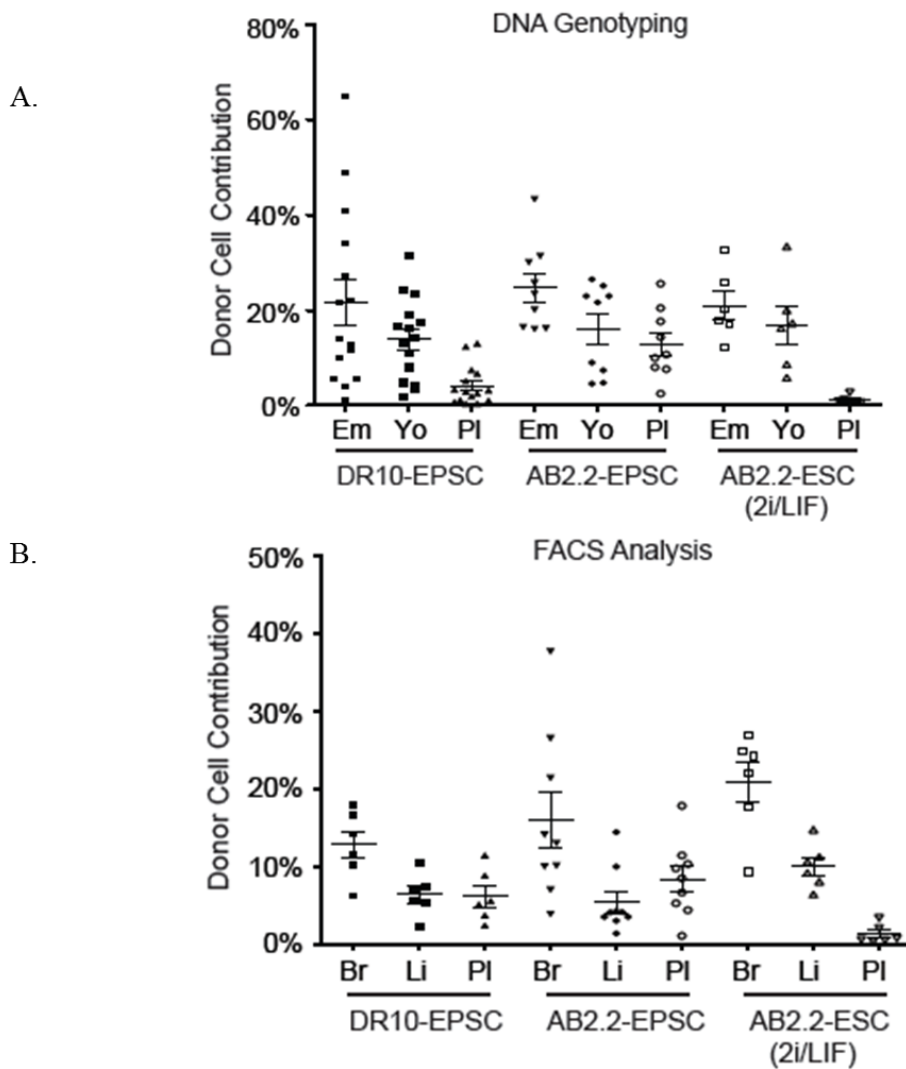 A.
DNA Genotyping
Donor Cell Contribution
80%
60%
40%
20%
0%
Em Yo Pl Em Yo Pl Em Yo Pl
DR10-EPSC AB2.2-EPSC AB2.2-ESC
(2i/LIF)
B.
FACS Analysis
Donor Cell Contribution
50%
40%
30%
20%
10%
0%
Br Li Pl Br Li Pl Br Li Pl
DR10-EPSC AB2.2-EPSC AB2.2-ESC
(2i/LIF)